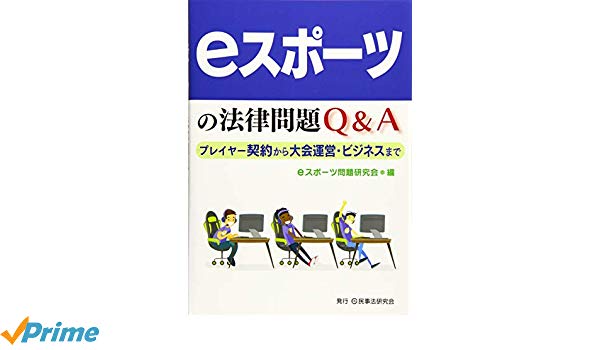 eスポーツ
の法律問題Q&A
プレイヤー契約から大会運営・ビジネスまで
eスポーツ問題研究会●編
発行 民事法研究会
Prime